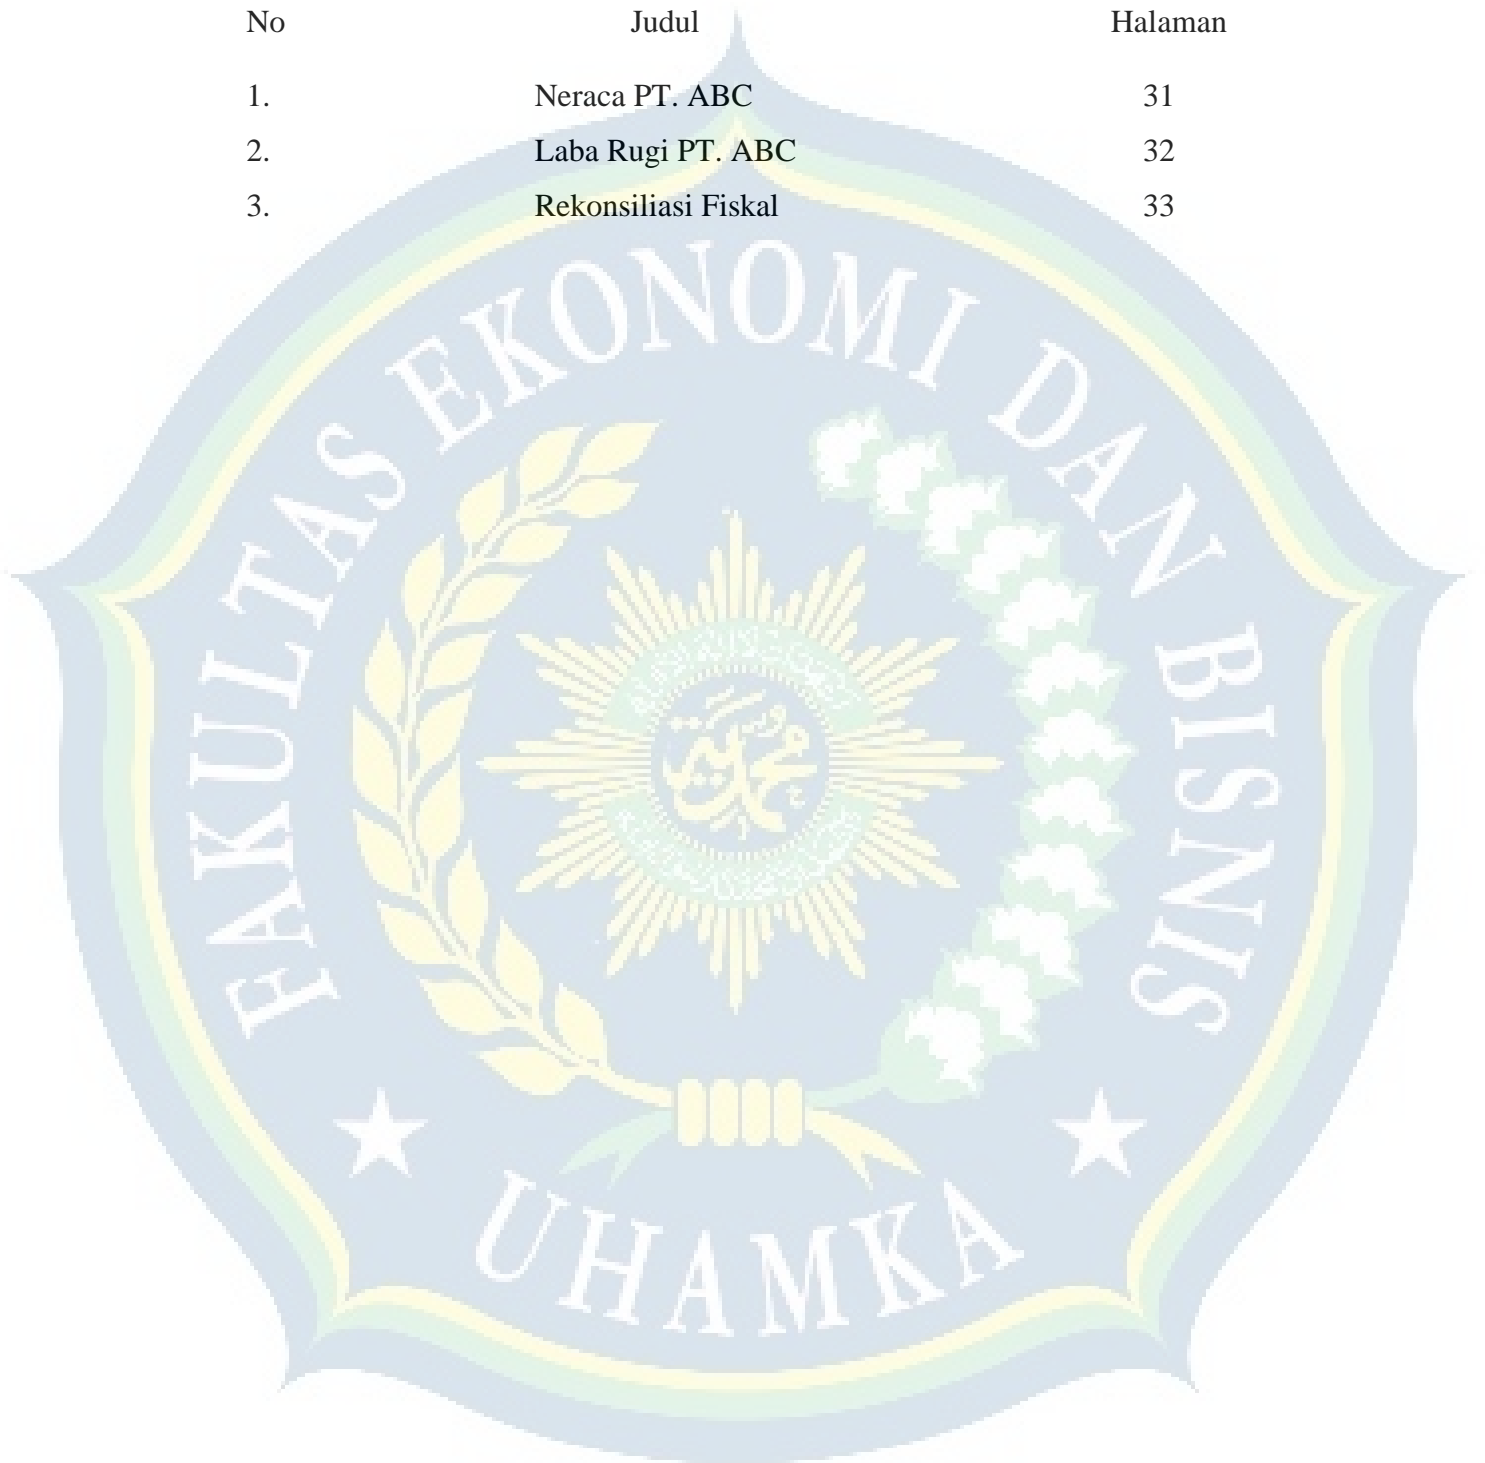 No Judul Halaman
1. Neraca PT. ABC 31
2. Laba Rugi PT. ABC 32
3. Rekonsiliasi Fiskal 33
FAKULTAS EKONOMI DAN BISNIS
محمدية
UHAMKA